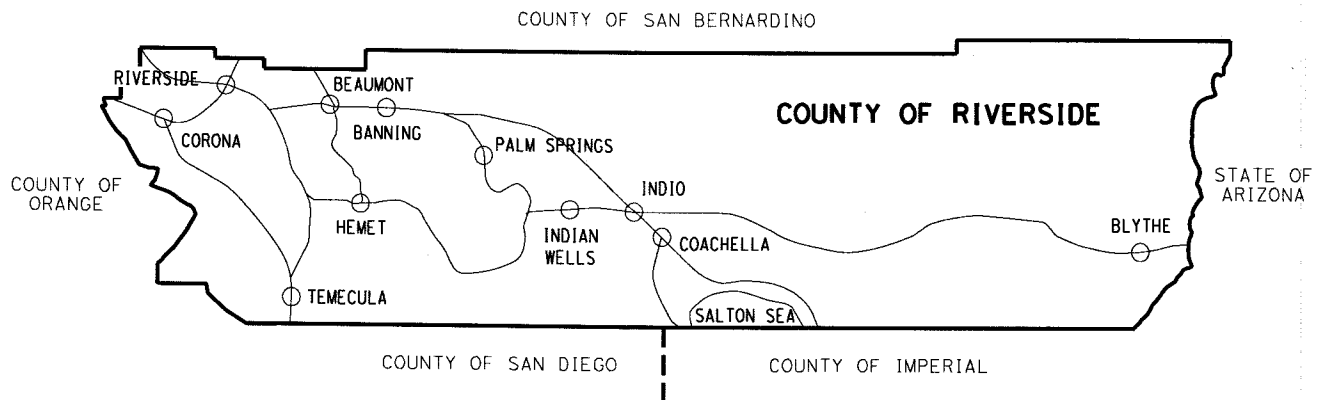 COUNTY OF SAN BERNARDINO
RIVERSIDE
BEAUMONT
COUNTY OF RIVERSIDE
CORONA
BANNING
PALM SPRINGS
COUNTY OF
ORANGE
STATE OF
ARIZONA
INDIO
HEMET
INDIAN
WELLS
COACHELLA
BLYTHE
TEMECULA
SALTON SEA
COUNTY OF SAN DIEGO
COUNTY OF IMPERIAL